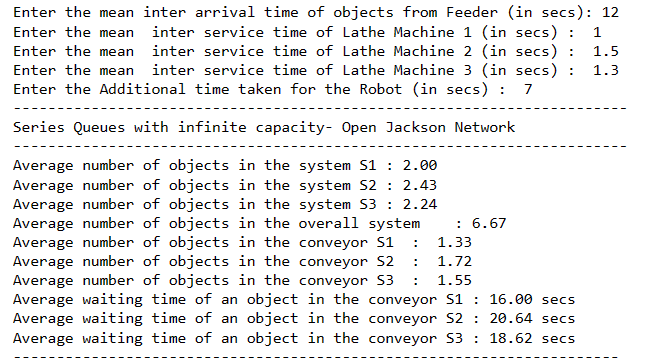 Enter the mean inter arrival time of objects from Feeder (in secs): 12
Enter the mean  inter service time of Lathe Machine 1 (in secs) :  1
Enter the mean  inter service time of Lathe Machine 2 (in secs) :  1.5
Enter the mean  inter service time of Lathe Machine 3 (in secs) :  1.3
Enter the Additional time taken for the Robot (in secs) :  7
---------------------------------------------------------------------------
Series Queues with infinite capacity- Open Jackson Network
---------------------------------------------------------------------------
Average number of objects in the system S1 : 2.00
Average number of objects in the system S2 : 2.43
Average number of objects in the system S3 : 2.24
Average number of objects in the overall system    : 6.67
Average number of objects in the conveyor S1  :  1.33
Average number of objects in the conveyor S2  :  1.72
Average number of objects in the conveyor S3  :  1.55
Average waiting time of an object in the conveyor S1 : 16.00 secs
Average waiting time of an object in the conveyor S2 : 20.64 secs
Average waiting time of an object in the conveyor S3 : 18.62 secs
--------------------------------------------------------------------------